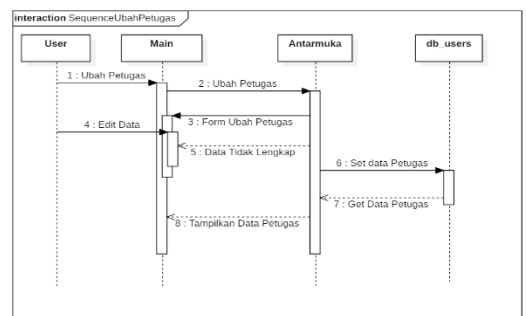 interaction SequenceUbahPetugas
User
Main
Antarmuka
db_users
1 : Ubah Petugas
2 : Ubah Petugas
3 : Form Ubah Petugas
4 : Edit Data
5 : Data Tidak Lengkap
6 : Set data Petugas
7 : Get Data Petugas
8 : Tampilkan Data Petugas